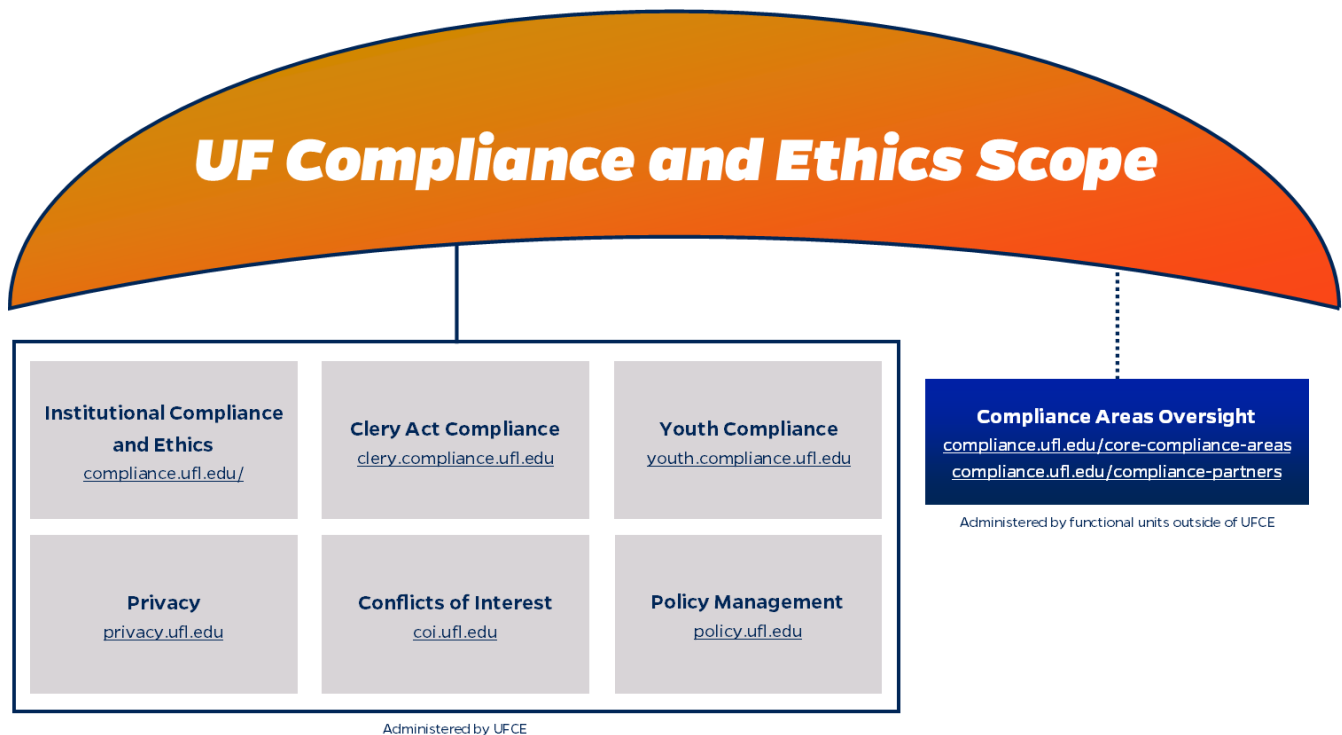 UF Compliance and Ethics Scope
Institutional Compliance
and Ethics
compliance.ufl.edu/
Clery Act Compliance
clery.compliance.ufl.edu
Youth Compliance
youth.compliance.ufl.edu
Privacy
privacy.ufl.edu
Conflicts of Interest
coi.ufl.edu
Policy Management
policy.ufl.edu
Administered by UFCE
Compliance Areas Oversight
compliance.ufl.edu/core-compliance-areas
compliance.ufl.edu/compliance-partners
Administered by functional units outside of UFCE